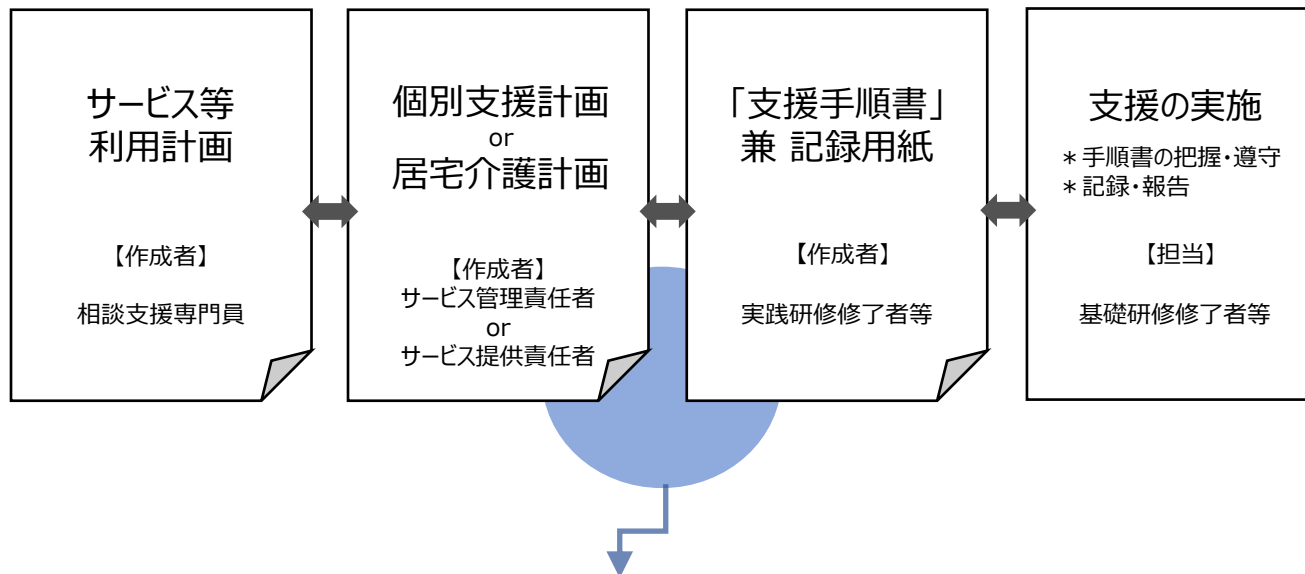 サービス等
利用計画
【作成者】
相談支援専門員
個別支援計画
or
居宅介護計画
【作成者】
サービス管理責任者
or
サービス提供責任者
「支援手順書」
兼 記録用紙
【作成者】
実践研修修了者等
支援の実施
＊手順書の把握・遵守
＊記録・報告
【担当】
基礎研修修了者等